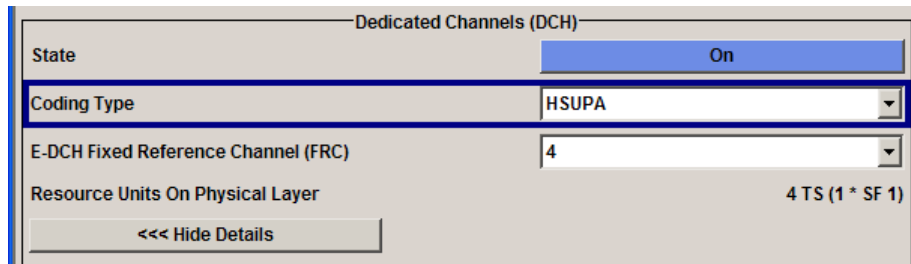 Dedicated Channels (DCH)
State On
Coding Type HSUPA
E-DCH Fixed Reference Channel (FRC) 4
Resource Units On Physical Layer 4 TS (1 * SF 1)
<<< Hide Details